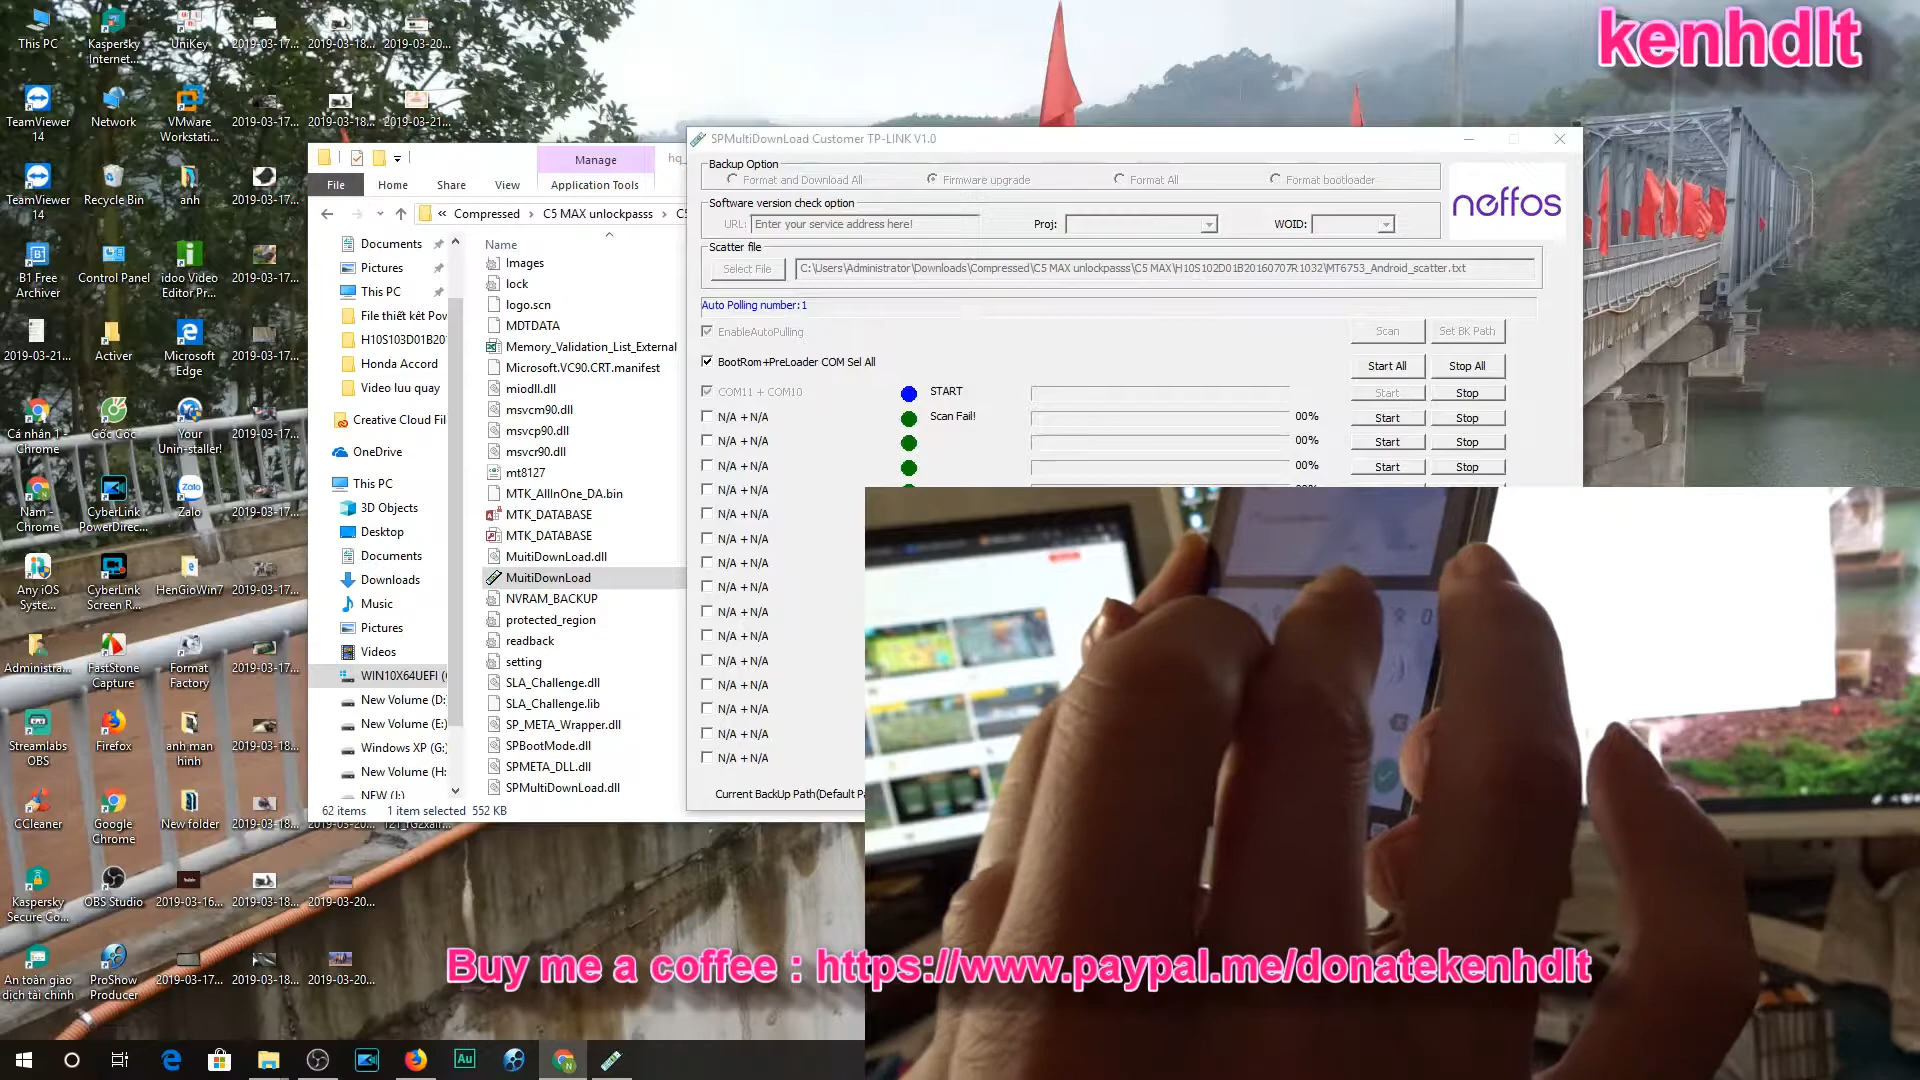 kenhdlt
This PC
Kaspersky Internet...
UniKey
2019-03-17...
2019-03-18...
2019-03-20...
TeamViewer 14
Network
VMware Workstati...
2019-03-17...
2019-03-18...
2019-03-21...
TeamViewer 14
Recycle Bin
anh
2019-03-17...
B1 Free Archiver
Control Panel
idoo Video Editor Pr...
2019-03-17...
2019-03-21...
Activer
Microsoft Edge
2019-03-17...
Cá nhân 1 - Chrome
Cốc Cốc
Your Unin-staller!
2019-03-17...
Nam - Chrome
CyberLink PowerDirec...
Zalo
2019-03-17...
Any iOS Syste...
CyberLink Screen R...
HenGioWin7
2019-03-17...
Administra...
FastStone Capture
Format Factory
2019-03-17...
Streamlabs OBS
Firefox
anh man hinh
2019-03-18...
CCleaner
Google Chrome
New folder
2019-03-18...
2019-03-20...
Kaspersky Secure Co...
OBS Studio
2019-03-16...
2019-03-18...
2019-03-20...
An toàn giao dịch tài chính
ProShow Producer
2019-03-17...
2019-03-18...
2019-03-20...
Manage
hq_
File
Home
Share
View
Application Tools
« Compressed › C5 MAX unlockpasss › C5
Documents
Pictures
This PC
File thiết kêt Pow
H10S103D01B20
Honda Accord
Video luu quay
Creative Cloud Fil
OneDrive
This PC
3D Objects
Desktop
Documents
Downloads
Music
Pictures
Videos
WIN10X64UEFI (
New Volume (D:
New Volume (E:)
Windows XP (G:)
New Volume (H:
NEW (I:)
Name
Images
lock
logo.scn
MDTDATA
Memory_Validation_List_External
Microsoft.VC90.CRT.manifest
miodll.dll
msvcm90.dll
msvcp90.dll
msvcr90.dll
mt8127
MTK_AllInOne_DA.bin
MTK_DATABASE
MTK_DATABASE
MuitiDownLoad.dll
MuitiDownLoad
NVRAM_BACKUP
protected_region
readback
setting
SLA_Challenge.dll
SLA_Challenge.lib
SP_META_Wrapper.dll
SPBootMode.dll
SPMETA_DLL.dll
SPMultiDownLoad.dll
62 items
1 item selected 552 KB
SPMultiDownLoad Customer TP-LINK V1.0
Backup Option
Format and Download All
Firmware upgrade
Format All
Format bootloader
neffos
Software version check option
URL: Enter your service address here!
Proj:
WOID:
Scatter file
Select File
C:\Users\Administrator\Downloads\Compressed\C5 MAX unlockpasss\C5 MAX\H10S102D01B20160707R1032\MT6753_Android_scatter.txt
Auto Polling number:1
EnableAutoPolling
Scan
Set BK Path
BootRom+PreLoader COM Sel All
Start All
Stop All
COM11 + COM10
START
Start
Stop
N/A + N/A
Scan Fail!
00%
Start
Stop
N/A + N/A
00%
Start
Stop
N/A + N/A
00%
Start
Stop
N/A + N/A
N/A + N/A
N/A + N/A
N/A + N/A
N/A + N/A
N/A + N/A
N/A + N/A
N/A + N/A
N/A + N/A
N/A + N/A
N/A + N/A
N/A + N/A
Current BackUp Path(Default Pa
Buy me a coffee : https://www.paypal.me/donatekenhdlt
Au